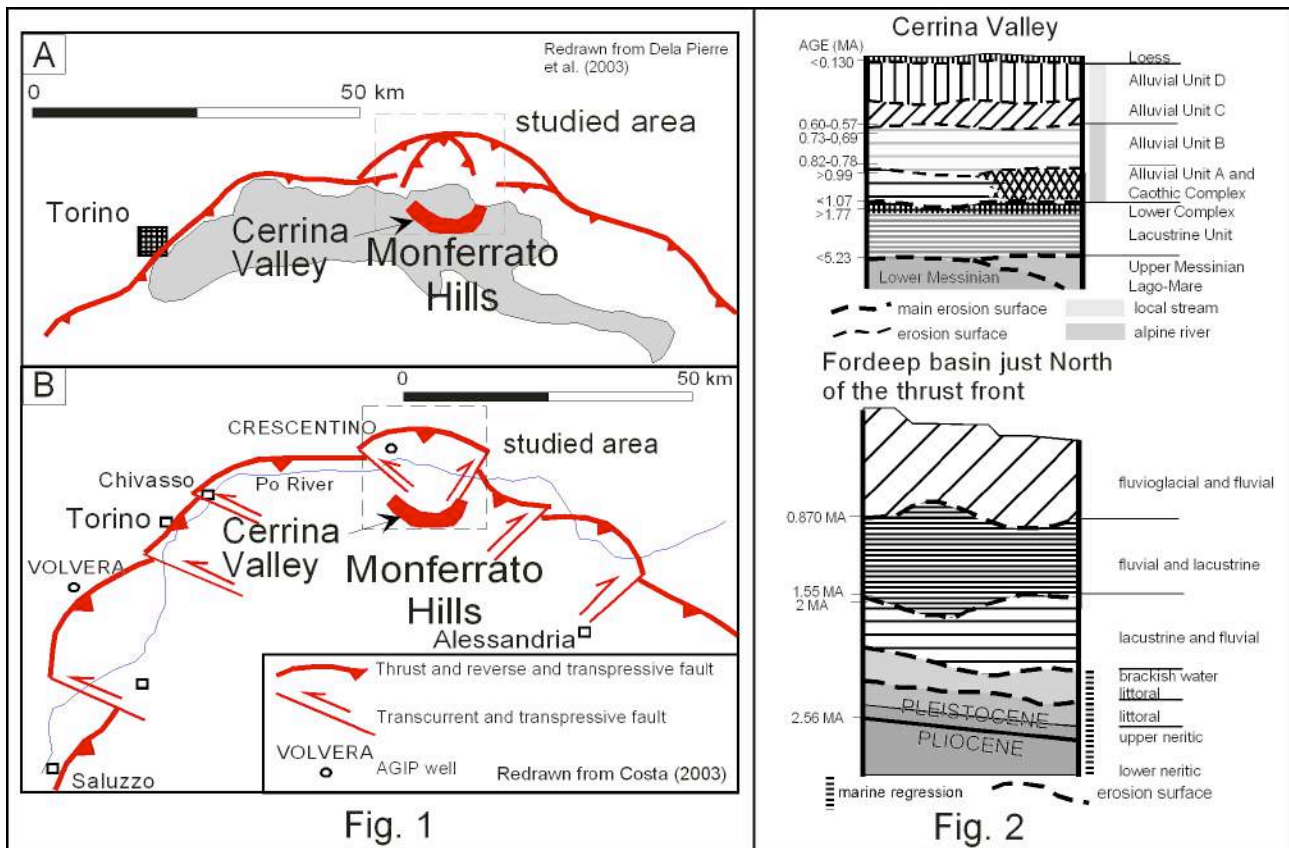 A
Redrawn from Dela Pierre
et al. (2003)
0
50 km
studied area
Torino
Cerrina
Valley
Monferrato
Hills
B
0
50 km
CRESCENTINO
studied area
Chivasso
Po River
Torino
Cerrina
Valley
VOLVERA
Monferrato
Hills
Alessandria
Saluzzo
Thrust and reverse and transpressive fault
Transcurrent and transpressive fault
VOLVERA
AGIP well
Redrawn from Costa (2003)
Fig. 1
Cerrina Valley
AGE (MA)
<0.130
Loess
Alluvial Unit D
Alluvial Unit C
0.60-0.57
0.73-0,69
Alluvial Unit B
0.82-0.78
>0.99
Alluvial Unit A and
Caothic Complex
<1.07
>1.77
Lower Complex
Lacustrine Unit
<5.23
Lower Messinian
Upper Messinian
Lago-Mare
main erosion surface
local stream
erosion surface
alpine river
Fordeep basin just North
of the thrust front
fluvioglacial and fluvial
0.870 MA
fluvial and lacustrine
1.55 MA
2 MA
lacustrine and fluvial
brackish water
littoral
littoral
2.56 MA
PLEISTOCENE
PLIOCENE
upper neritic
lower neritic
marine regression
erosion surface
Fig. 2